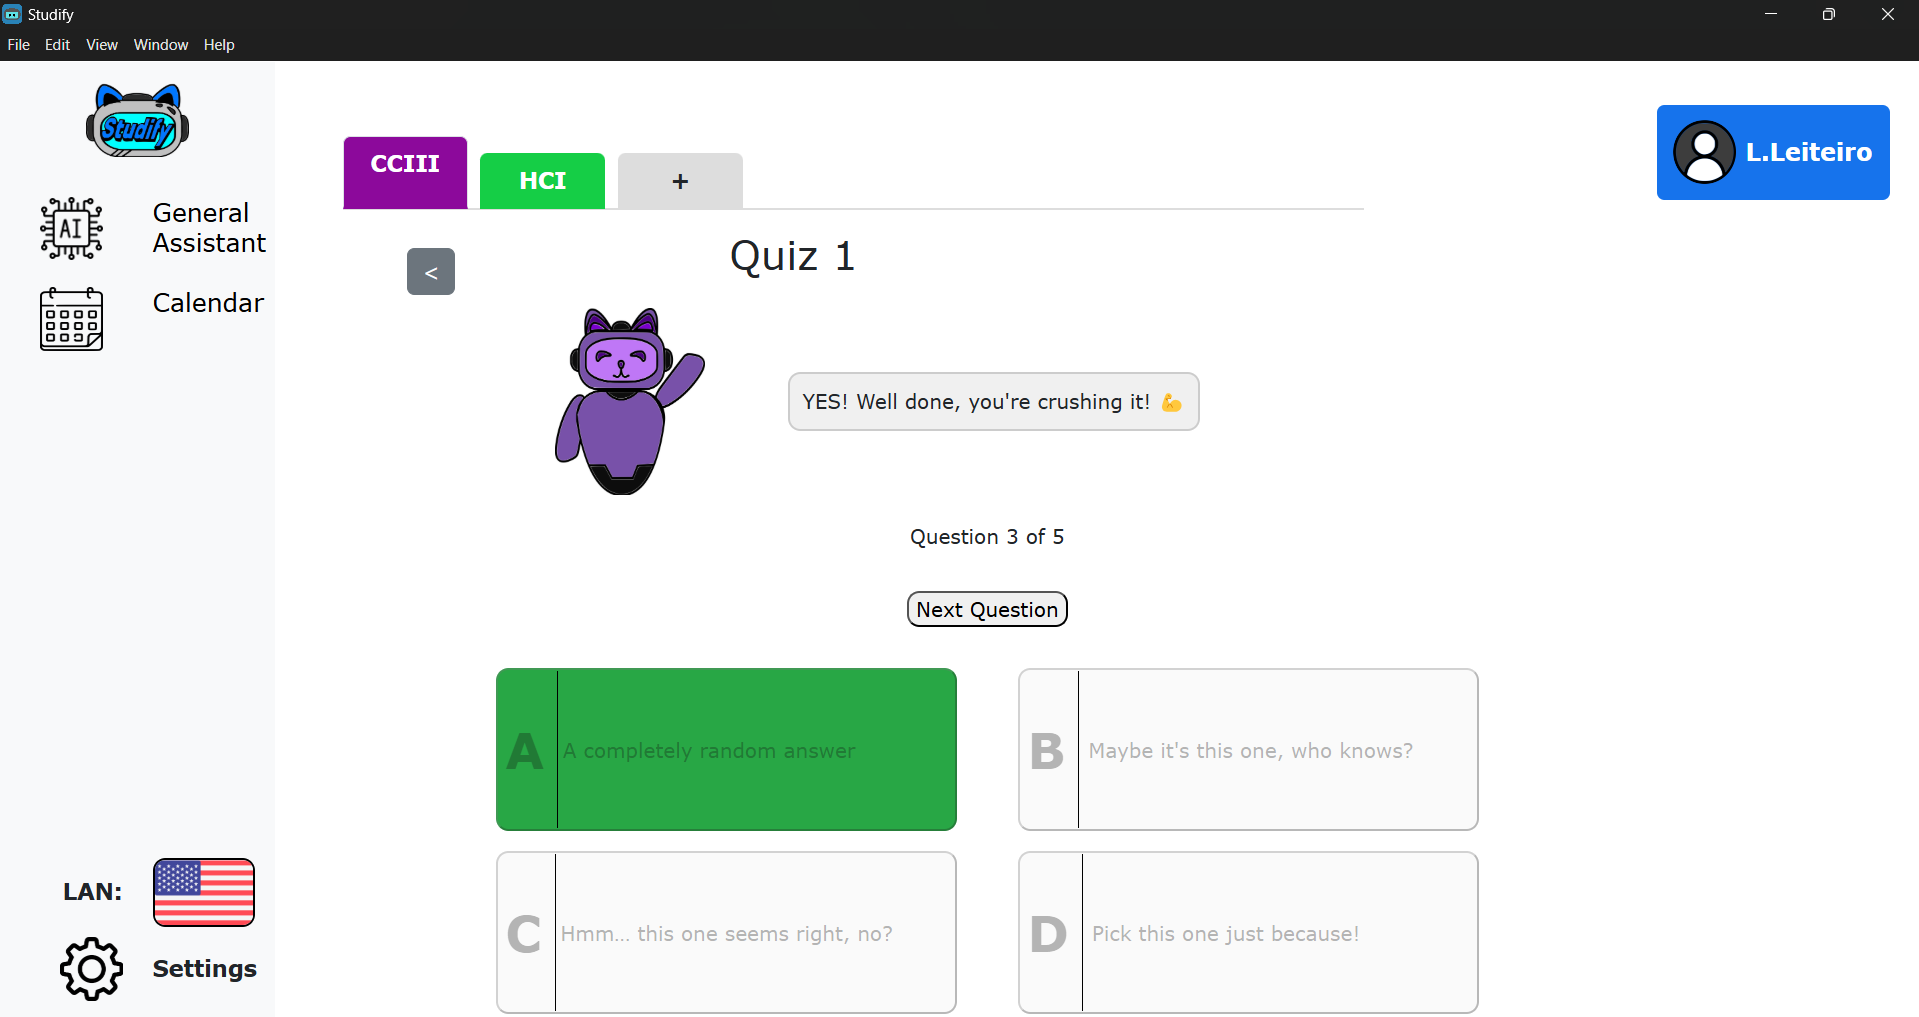 Studify
File Edit View Window Help
Studify
AI
General
Assistant
Calendar
LAN:
Settings
CCIII
HCI
+
L.Leiteiro
<
Quiz 1
YES! Well done, you're crushing it! 💪
Question 3 of 5
Next Question
A
A completely random answer
B
Maybe it's this one, who knows?
C
Hmm... this one seems right, no?
D
Pick this one just because!